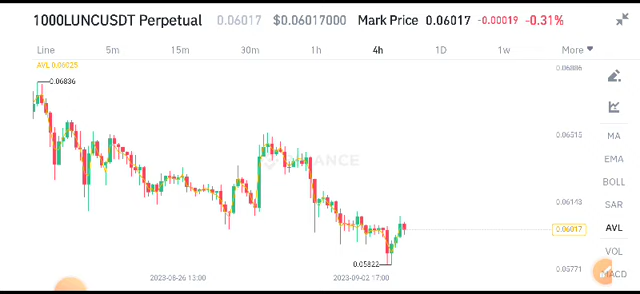 1000LUNCUSDT Perpetual 0.06017 $0.06017000 Mark Price 0.06017 -0.00019 -0.31%
Line 5m 15m 30m 1h 4h 1D 1w More
AVL 0.06025
0.06886
0.06836
0.06515
MA
EMA
BINANCE
BOLL
0.06143
SAR
0.06017
AVL
VOL
0.05822
0.05771
MACD
2023-08-26 13:00 2023-09-02 17:00